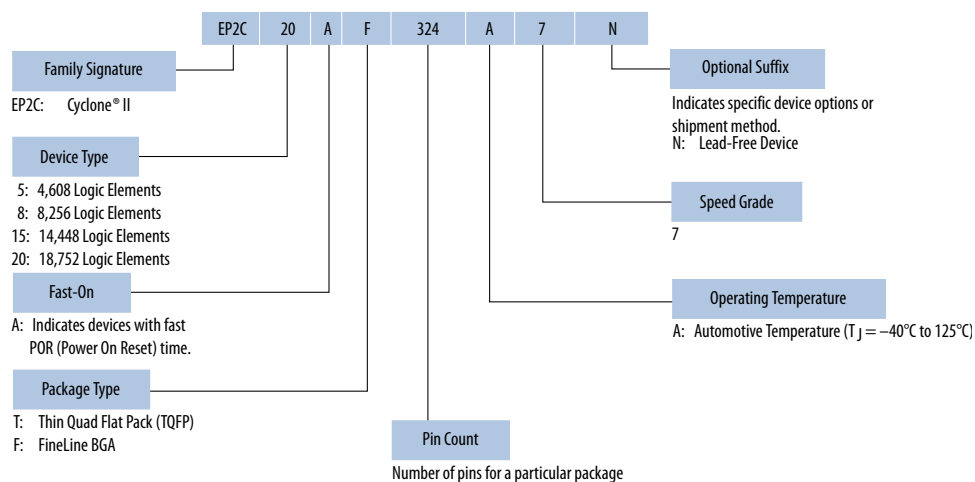 EP2C 20 A F 324 A 7 N
Family Signature
EP2C: Cyclone® II
Device Type
5: 4,608 Logic Elements
8: 8,256 Logic Elements
15: 14,448 Logic Elements
20: 18,752 Logic Elements
Fast-On
A: Indicates devices with fast
POR (Power On Reset) time.
Package Type
T: Thin Quad Flat Pack (TQFP)
F: FineLine BGA
Pin Count
Number of pins for a particular package
Optional Suffix
Indicates specific device options or
shipment method.
N: Lead-Free Device
Speed Grade
7
Operating Temperature
A: Automotive Temperature (T J = –40°C to 125°C)